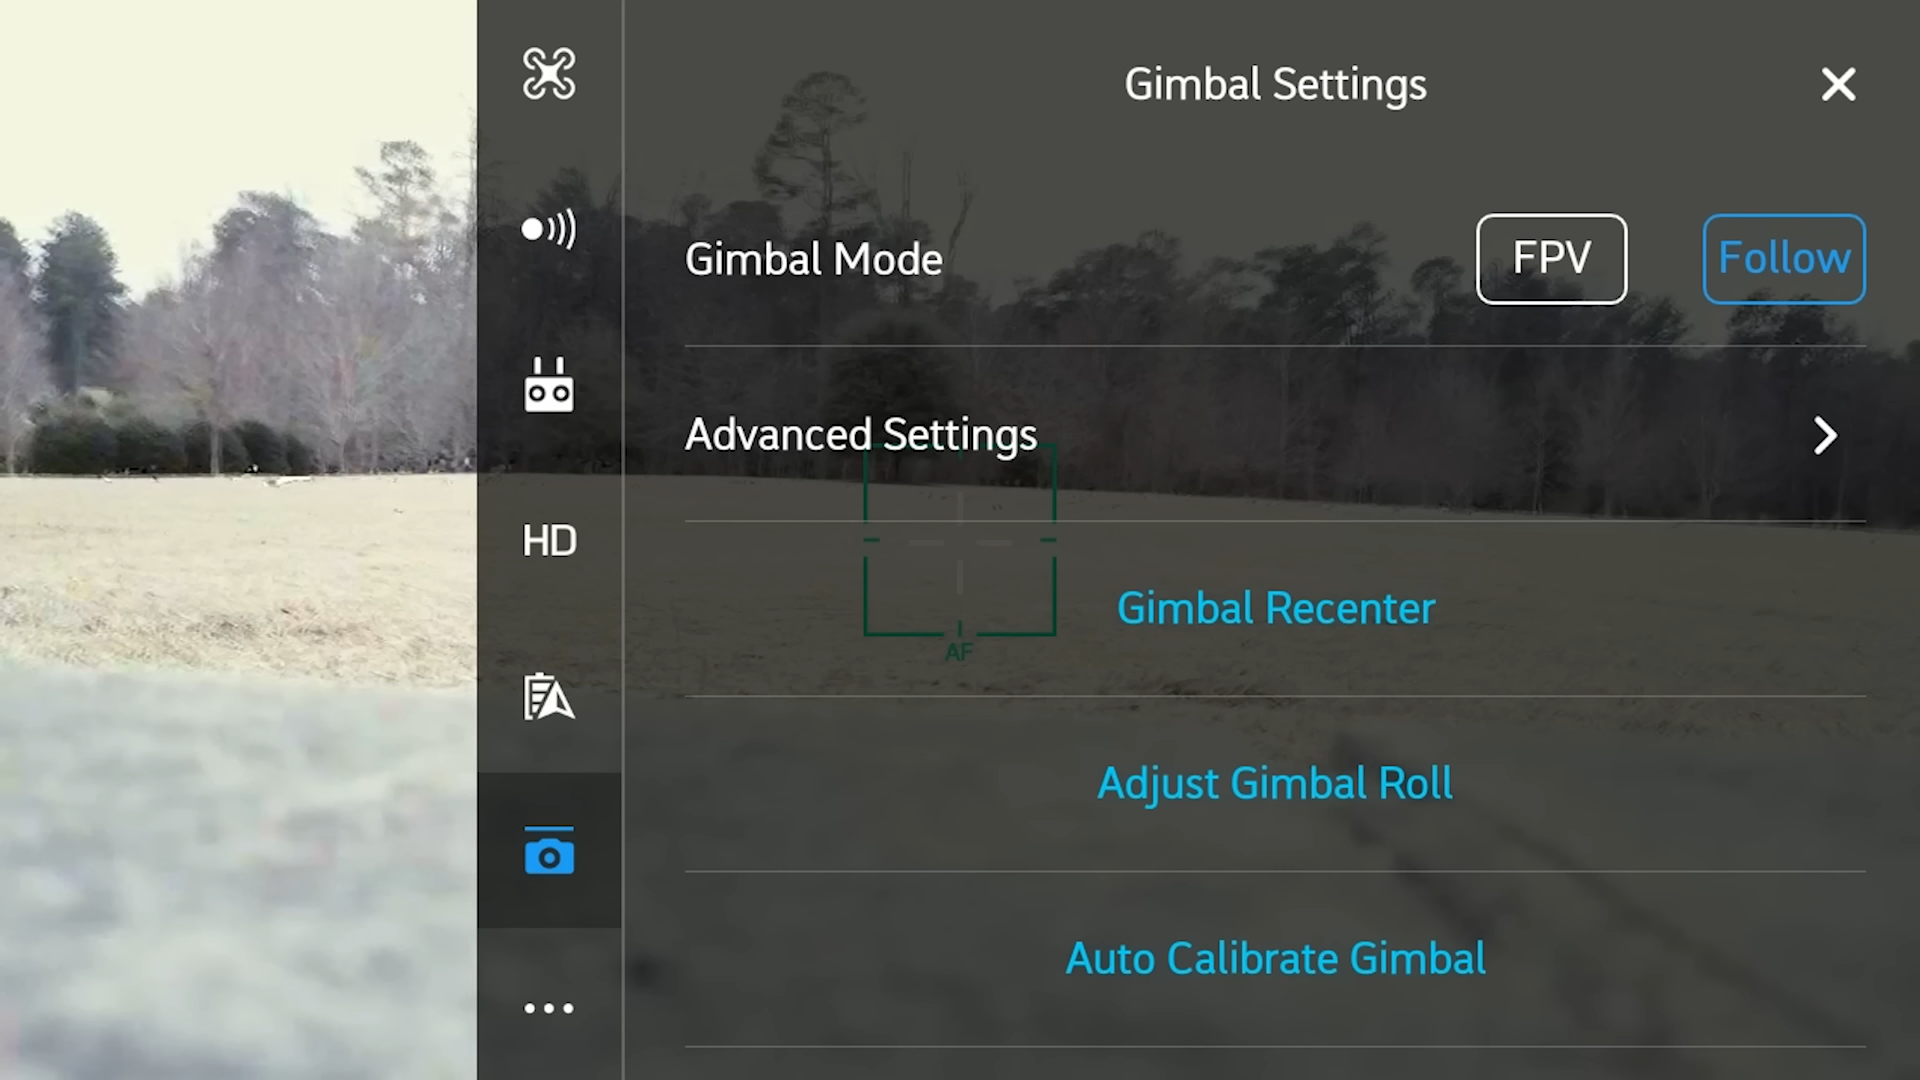 Gimbal Settings
Gimbal Mode
FPV
Follow
Advanced Settings
HD
AF
Gimbal Recenter
Adjust Gimbal Roll
Auto Calibrate Gimbal